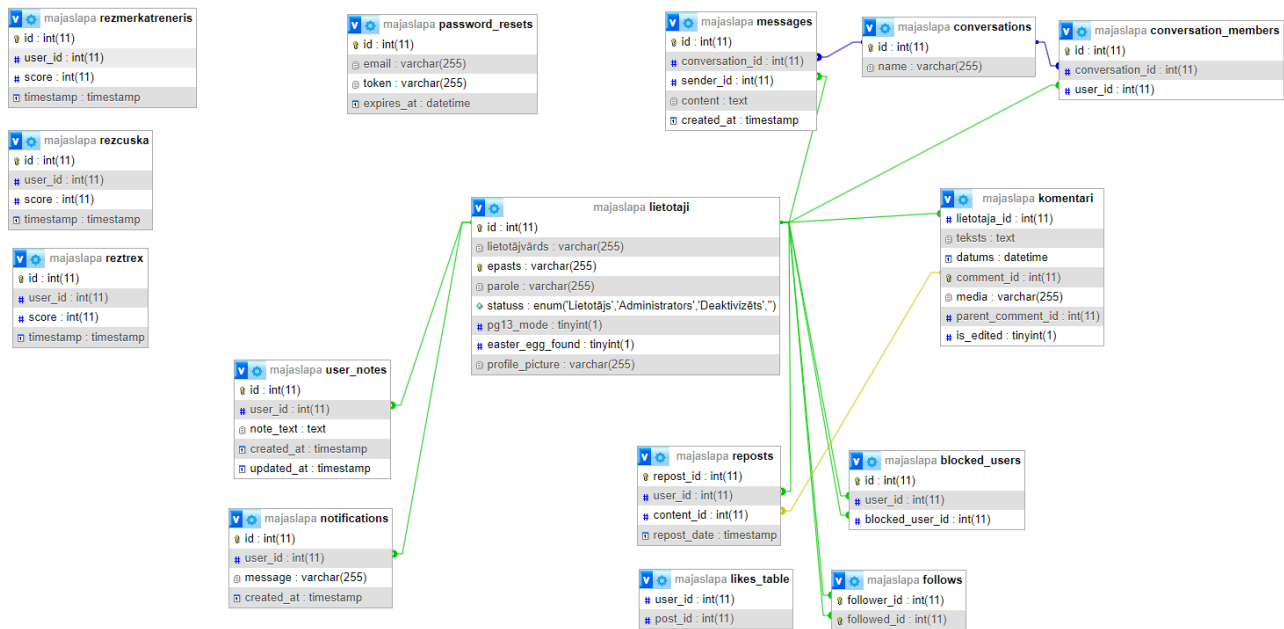 majaslapa rezmerkatreneris
id : int(11)
user_id : int(11)
score : int(11)
timestamp : timestamp
majaslapa rezcuska
id : int(11)
user_id : int(11)
score : int(11)
timestamp : timestamp
majaslapa reztrex
id : int(11)
user_id : int(11)
score : int(11)
timestamp : timestamp
majaslapa password_resets
id : int(11)
email : varchar(255)
token : varchar(255)
expires_at : datetime
majaslapa messages
id : int(11)
conversation_id : int(11)
sender_id : int(11)
content : text
created_at : timestamp
majaslapa conversations
id : int(11)
name : varchar(255)
majaslapa conversation_members
id : int(11)
conversation_id : int(11)
user_id : int(11)
majaslapa lietotaji
id : int(11)
lietotājvārds : varchar(255)
epasts : varchar(255)
parole : varchar(255)
statuss : enum('Lietotājs','Administrators','Deaktivizēts','')
pg13_mode : tinyint(1)
easter_egg_found : tinyint(1)
profile_picture : varchar(255)
majaslapa komentari
lietotaja_id : int(11)
teksts : text
datums : datetime
comment_id : int(11)
media : varchar(255)
parent_comment_id : int(11)
is_edited : tinyint(1)
majaslapa user_notes
id : int(11)
user_id : int(11)
note_text : text
created_at : timestamp
updated_at : timestamp
majaslapa notifications
id : int(11)
user_id : int(11)
message : varchar(255)
created_at : timestamp
majaslapa reposts
repost_id : int(11)
user_id : int(11)
content_id : int(11)
repost_date : timestamp
majaslapa blocked_users
id : int(11)
user_id : int(11)
blocked_user_id : int(11)
majaslapa likes_table
user_id : int(11)
post_id : int(11)
majaslapa follows
follower_id : int(11)
followed_id : int(11)